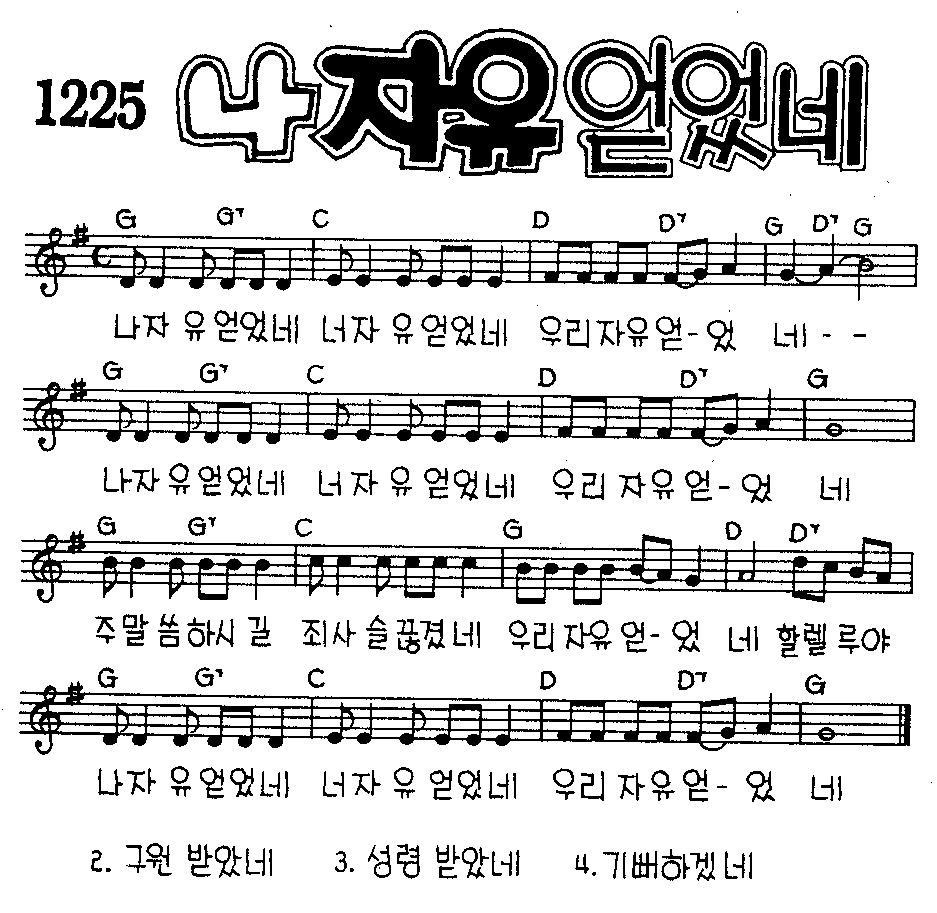 1225 나 자유 얻었네
G G7 C D D7 G D7 G
나자 유 얻었네 너자 유 얻었네 우리자유얻-었 네--
G G7 C D D7 G
나자 유 얻었네 너 자 유 얻었네 우리 자유얻-었 네
G G7 C G D D7
주말 씀하시 길 죄사 슬끊겼네 우리 자유 얻-었 네 할렐루야
G G7 C D D7 G
나자 유 얻었네 너자 유 얻었네 우리 자유얻-었 네
2. 구원 받았네 3. 성령 받았네 4. 기뻐하겠네